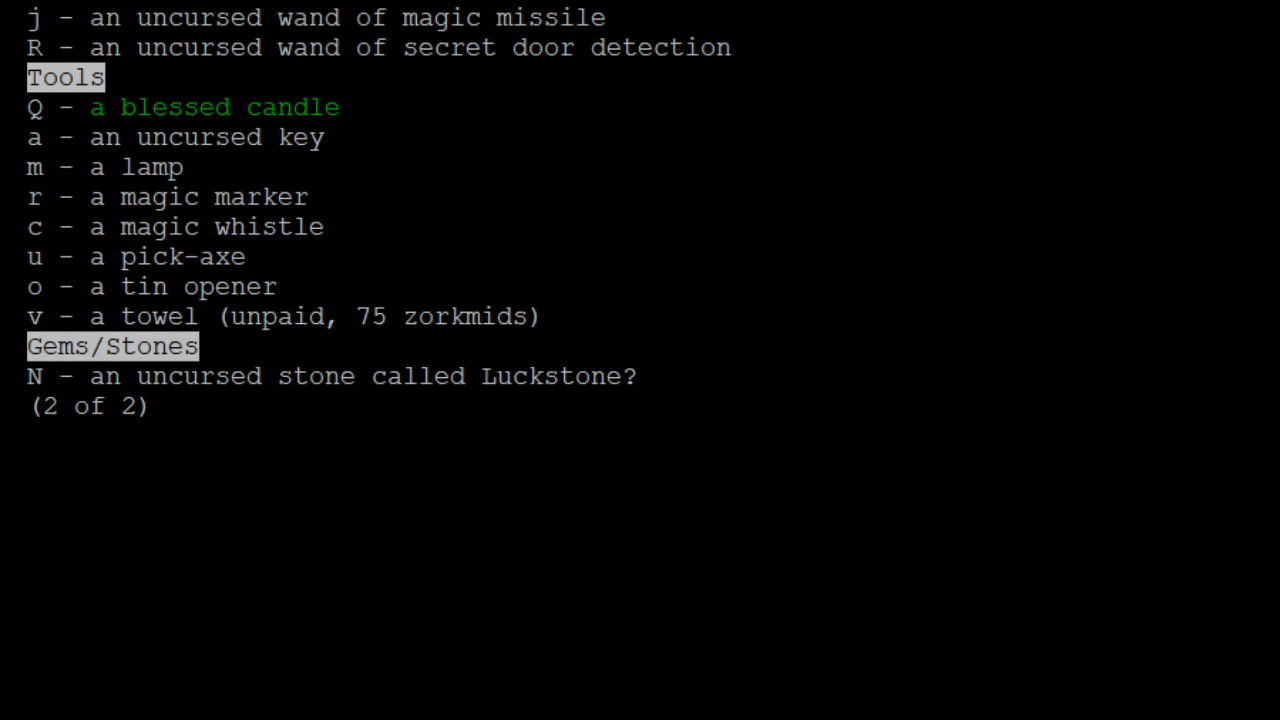 j - an uncursed wand of magic missile
R - an uncursed wand of secret door detection
Tools
Q - a blessed candle
a - an uncursed key
m - a lamp
r - a magic marker
c - a magic whistle
u - a pick-axe
o - a tin opener
v - a towel (unpaid, 75 zorkmids)
Gems/Stones
N - an uncursed stone called Luckstone?
(2 of 2)